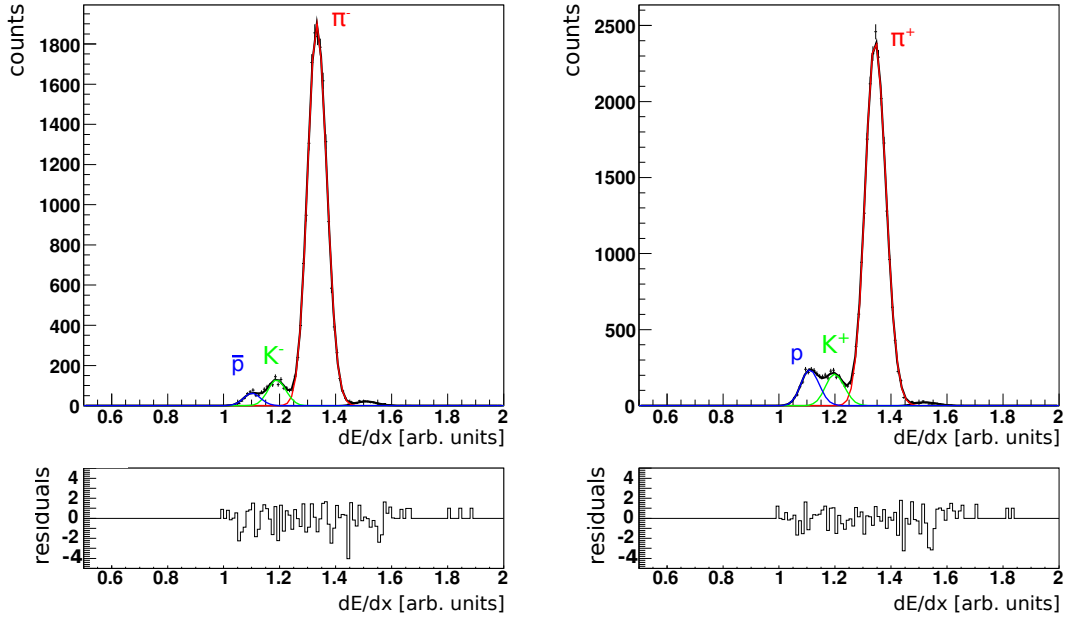 counts
1800
1600
1400
1200
1000
800
600
400
200
0
π⁻
p̅
K⁻
0.6 0.8 1 1.2 1.4 1.6 1.8 2
dE/dx [arb. units]
residuals
4
2
0
-2
-4
0.6 0.8 1 1.2 1.4 1.6 1.8 2
dE/dx [arb. units]
counts
2500
2000
1500
1000
500
0
π⁺
p
K⁺
0.6 0.8 1 1.2 1.4 1.6 1.8 2
dE/dx [arb. units]
residuals
4
2
0
-2
-4
0.6 0.8 1 1.2 1.4 1.6 1.8 2
dE/dx [arb. units]